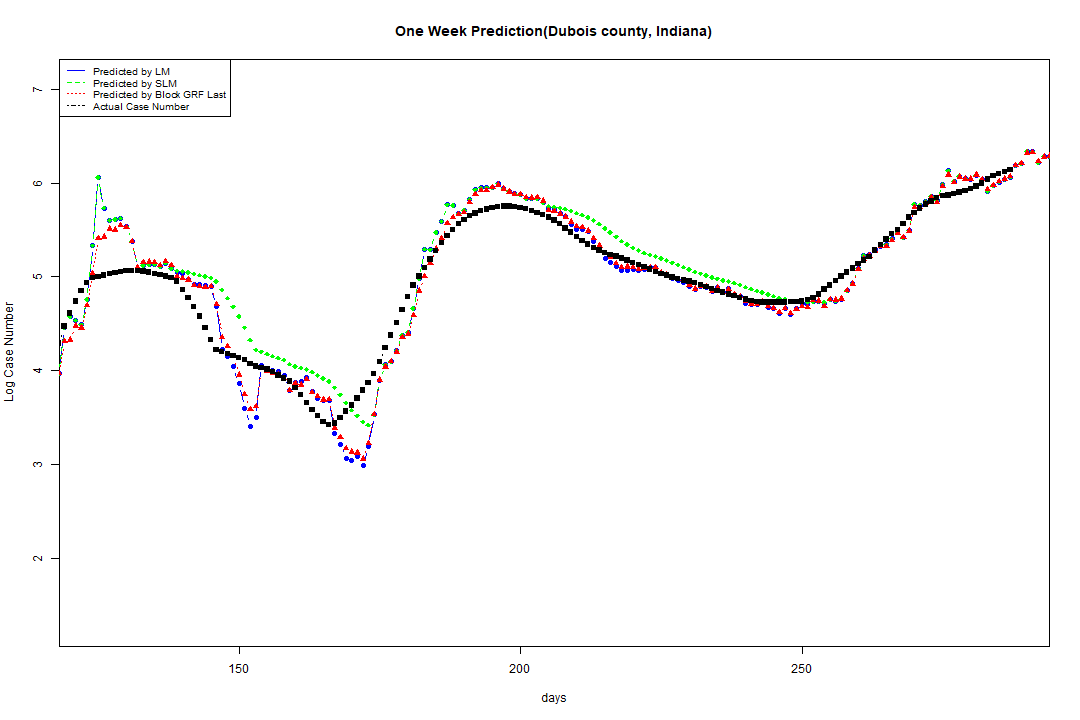 One Week Prediction(Dubois county, Indiana)
Predicted by LM
Predicted by SLM
Predicted by Block GRF Last
Actual Case Number
7
6
5
4
3
2
Log Case Number
150 200 250
days